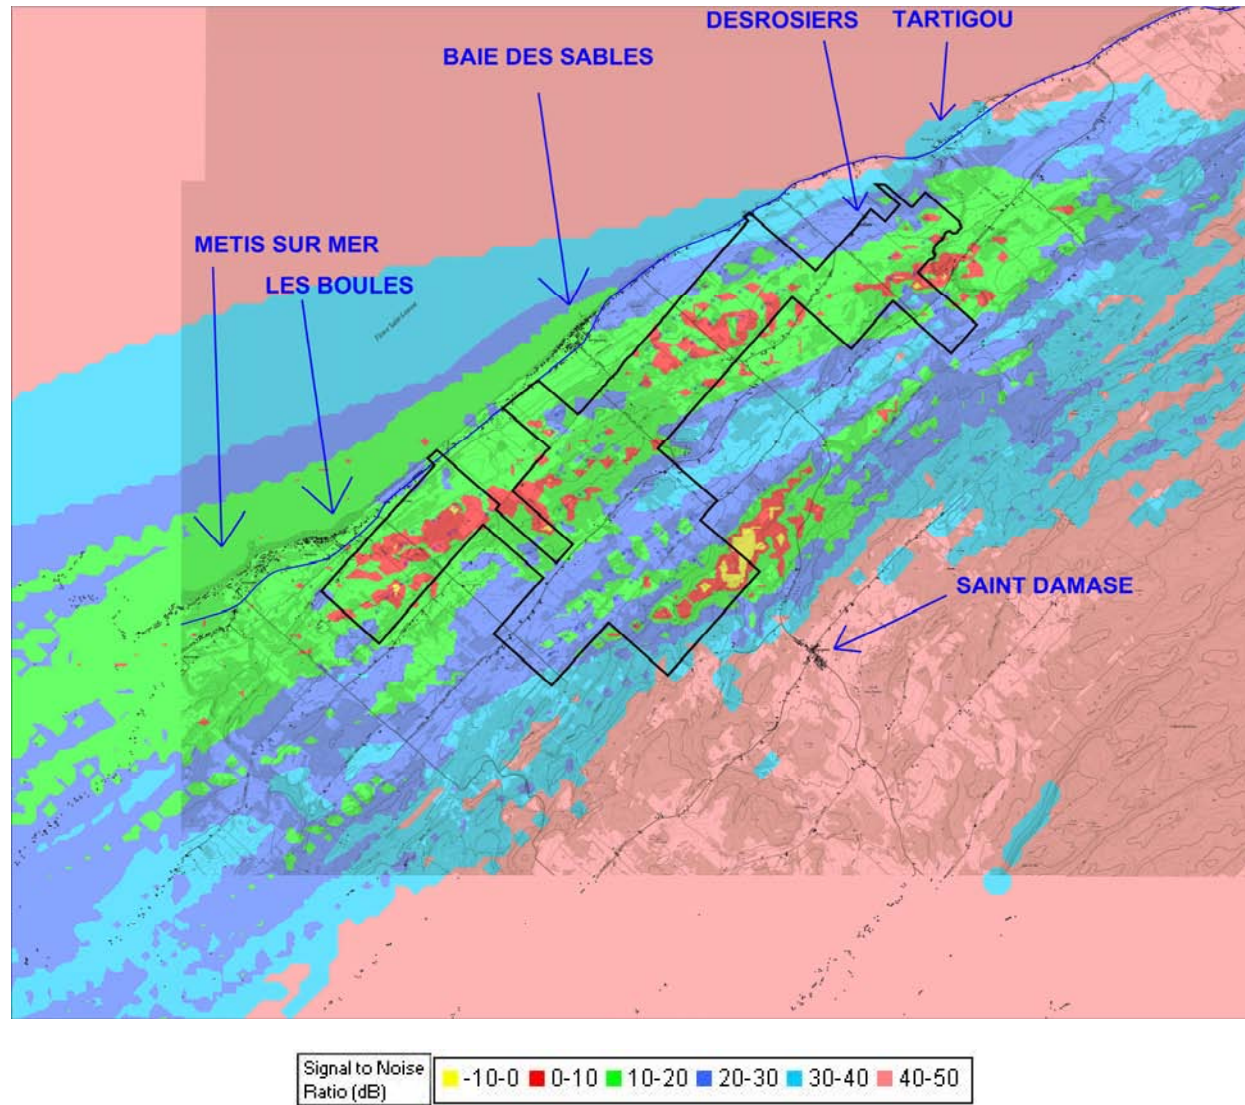 DESROSIERS
TARTIGOU
BAIE DES SABLES
METIS SUR MER
LES BOULES
SAINT DAMASE
Signal to Noise
Ratio (dB)
-10-0 0-10 10-20 20-30 30-40 40-50